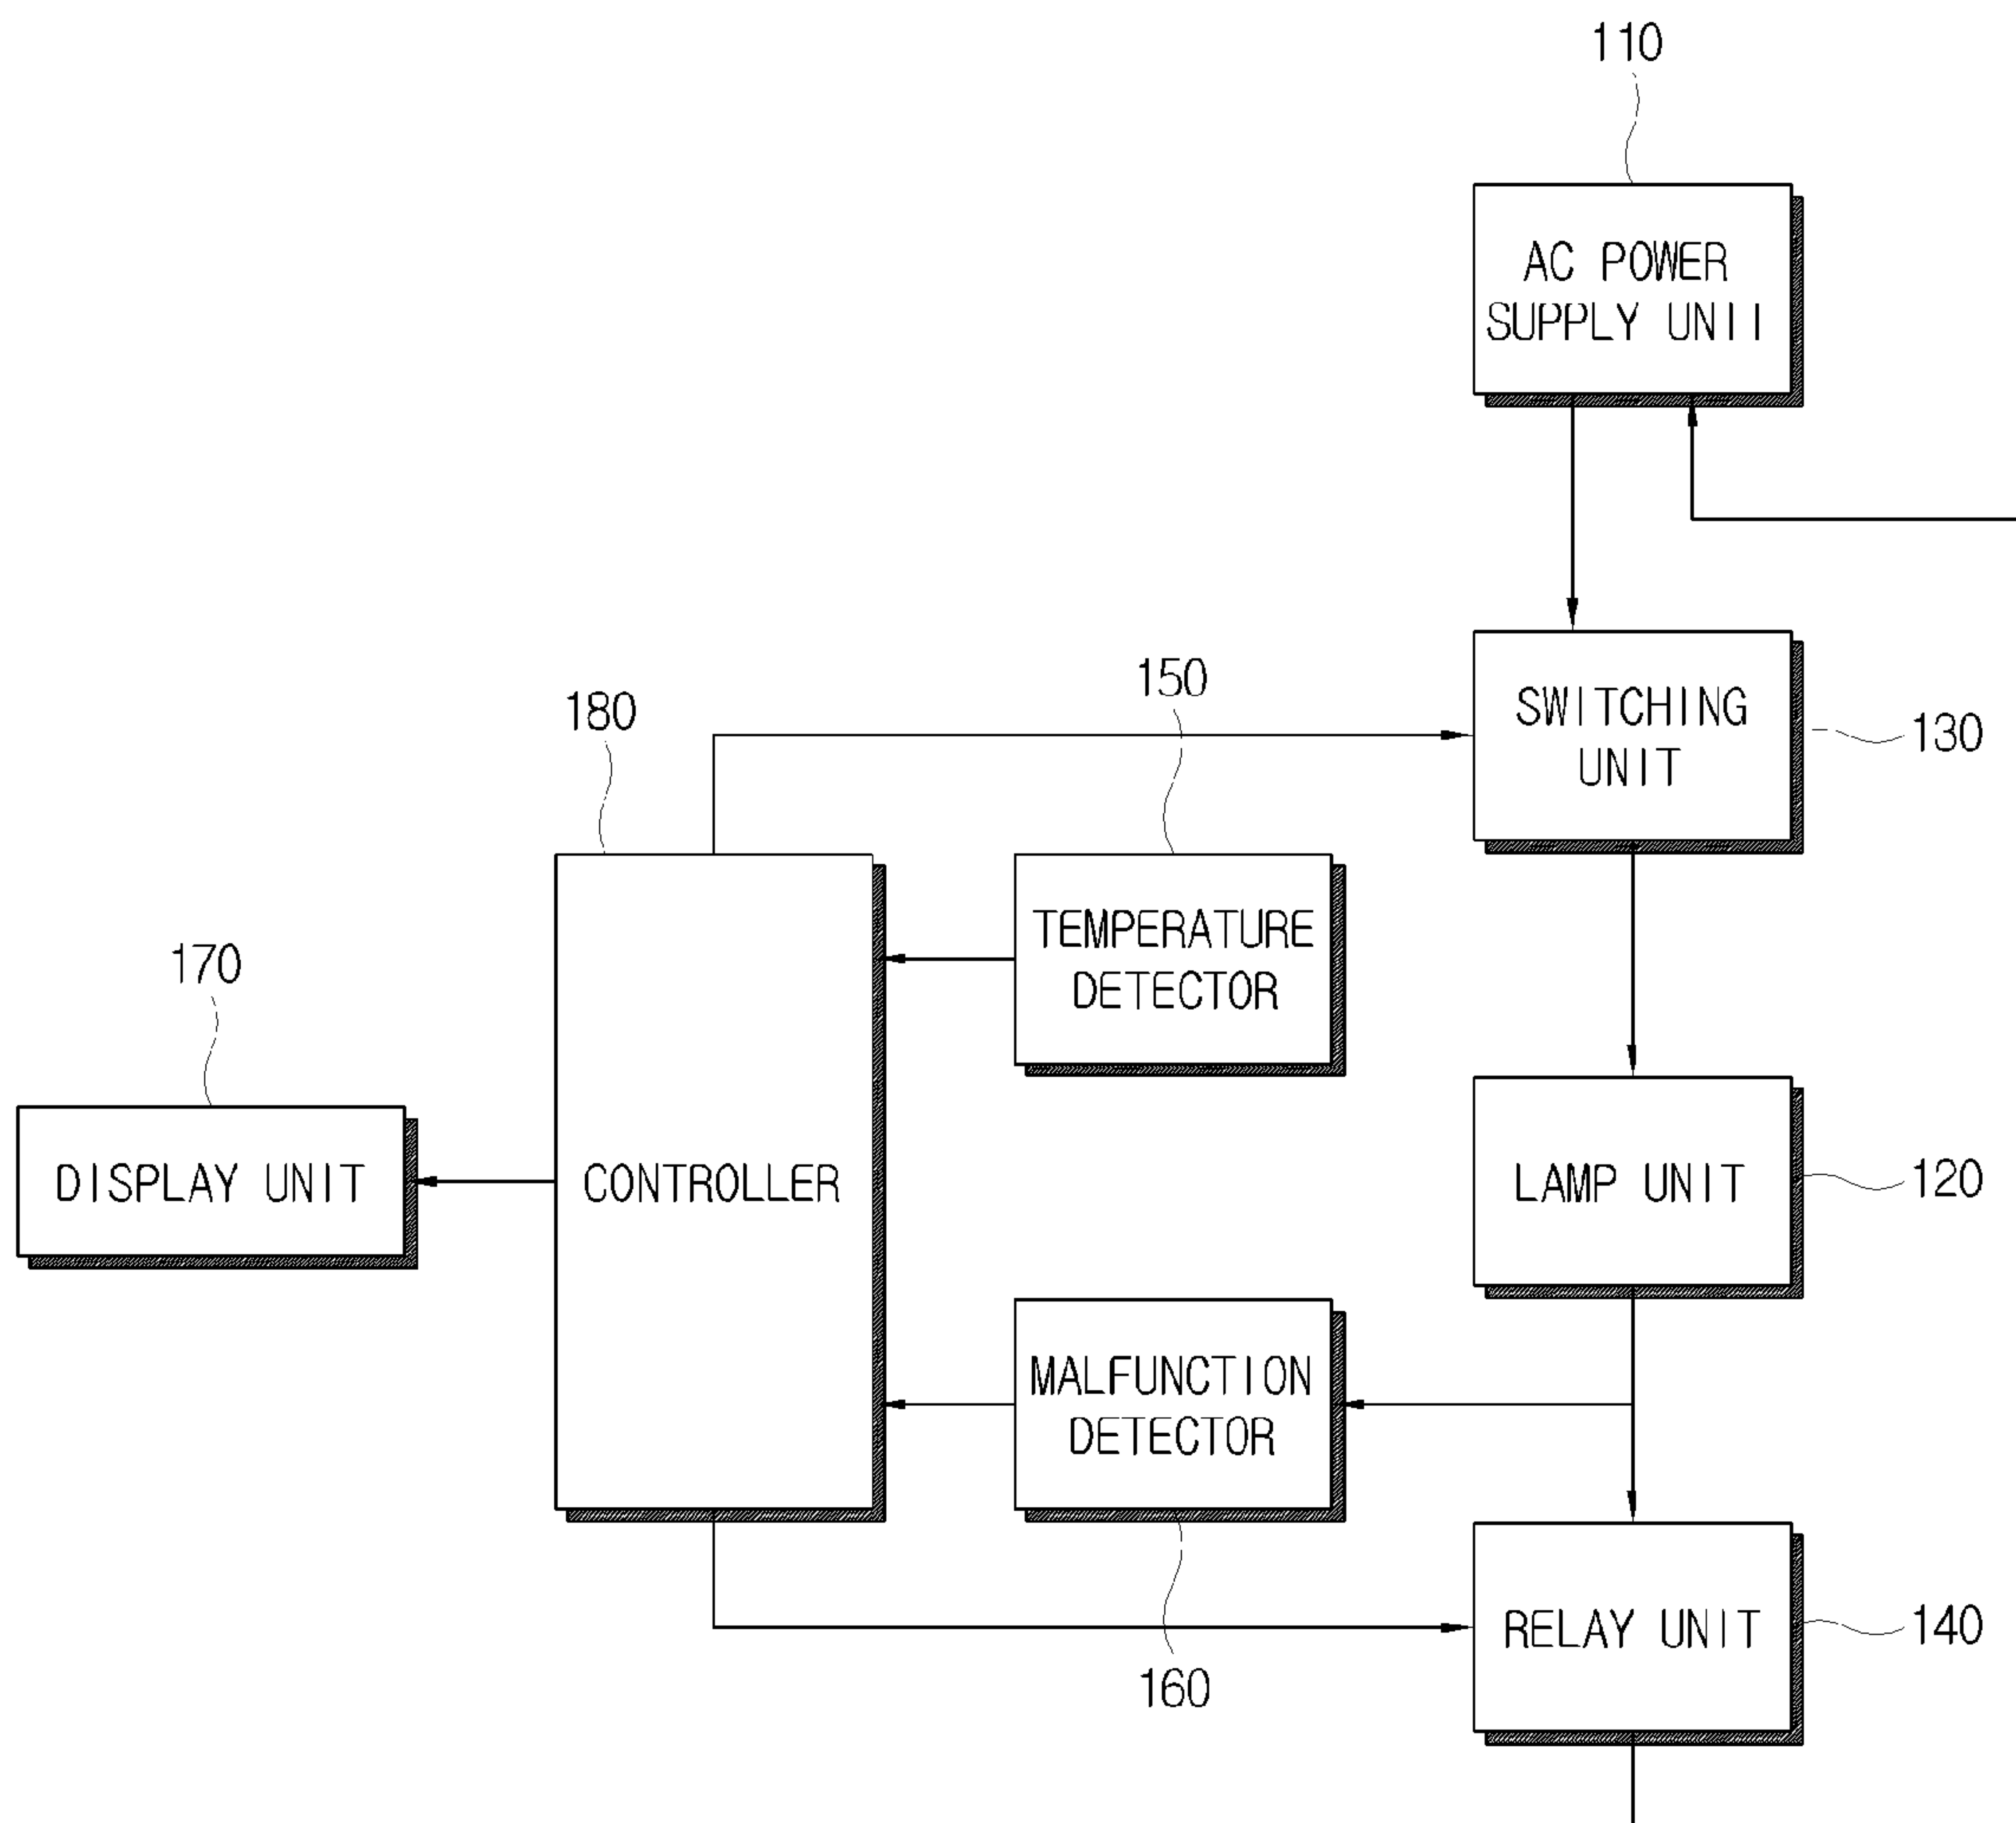 110
AC POWER
SUPPLY UNIT
150
180
SWITCHING
UNIT
130
TEMPERATURE
DETECTOR
170
DISPLAY UNIT
CONTROLLER
LAMP UNIT
120
MALFUNCTION
DETECTOR
RELAY UNIT
140
160